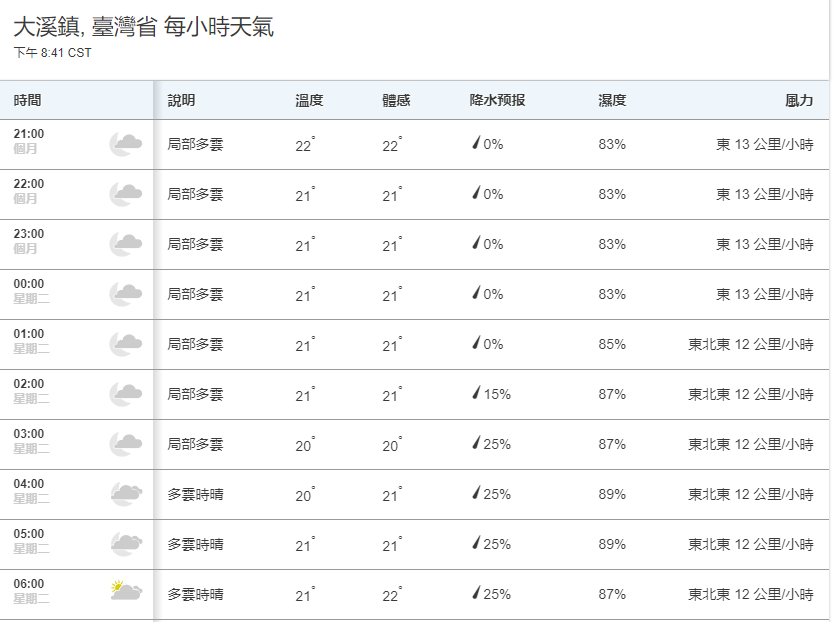 大溪鎮, 臺灣省 每小時天氣
下午 8:41 CST
時間 說明 溫度 體感 降水预报 濕度 風力
21:00 局部多雲 22° 22° 0% 83% 東 13 公里/小時
個月
22:00 局部多雲 21° 21° 0% 83% 東 13 公里/小時
個月
23:00 局部多雲 21° 21° 0% 83% 東 13 公里/小時
個月
00:00 局部多雲 21° 21° 0% 83% 東 13 公里/小時
星期二
01:00 局部多雲 21° 21° 0% 85% 東北東 12 公里/小時
星期二
02:00 局部多雲 21° 21° 15% 87% 東北東 12 公里/小時
星期二
03:00 局部多雲 20° 20° 25% 87% 東北東 12 公里/小時
星期二
04:00 多雲時晴 20° 21° 25% 89% 東北東 12 公里/小時
星期二
05:00 多雲時晴 21° 21° 25% 89% 東北東 12 公里/小時
星期二
06:00 多雲時晴 21° 22° 25% 87% 東北東 12 公里/小時
星期二